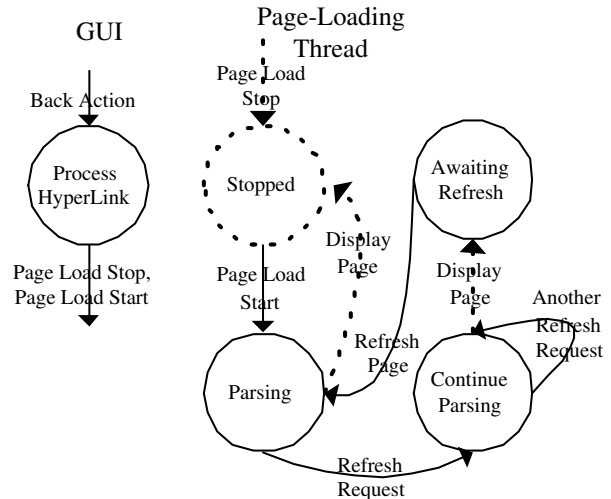 GUI
Page-Loading
Thread
Back Action
Process
HyperLink
Page Load Stop,
Page Load Start
Page Load
Stop
Stopped
Page Load
Start
Display
Page
Parsing
Awaiting
Refresh
Display
Page
Refresh
Page
Another
Refresh
Request
Continue
Parsing
Refresh
Request